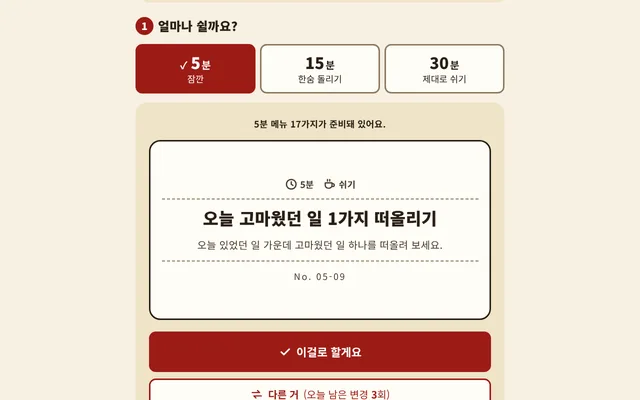 1 얼마나 쉴까요?
✓ 5분
잠깐
15분
한숨 돌리기
30분
제대로 쉬기
5분 메뉴 17가지가 준비돼 있어요.
5분 쉬기
오늘 고마웠던 일 1가지 떠올리기
오늘 있었던 일 가운데 고마웠던 일 하나를 떠올려 보세요.
No. 05-09
이걸로 할게요
다른 거 (오늘 남은 변경 3회)